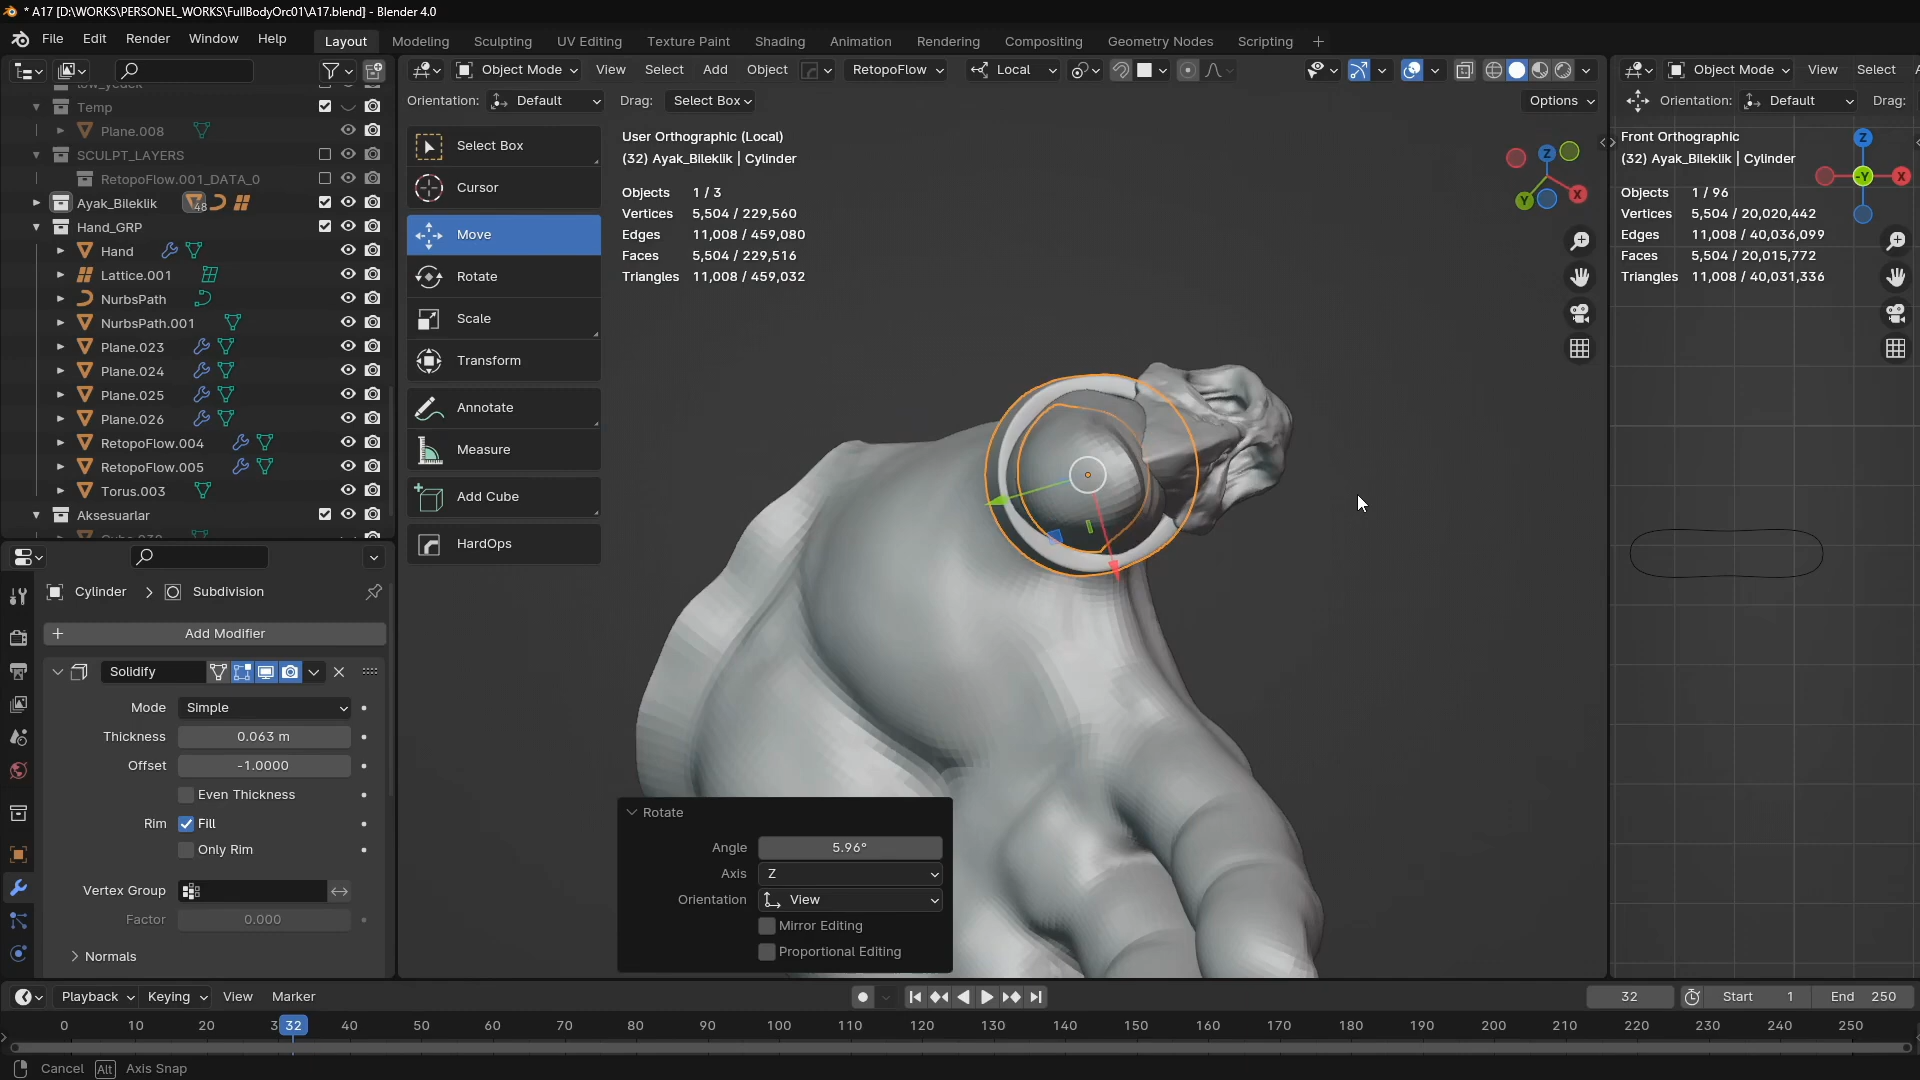 * A17 [D:\WORKS\PERSONEL_WORKS\FullBodyOrc01\A17.blend] - Blender 4.0
File Edit Render Window Help
Layout Modeling Sculpting UV Editing Texture Paint Shading Animation Rendering Compositing Geometry Nodes Scripting +
Object Mode View Select Add Object RetopoFlow Local
Object Mode View Select
Orientation: Default Drag: Select Box Options
Orientation: Default Drag:
Temp
Plane.008
SCULPT_LAYERS
RetopoFlow.001_DATA_0
Ayak_Bileklik 48
Hand_GRP
Hand
Lattice.001
NurbsPath
NurbsPath.001
Plane.023
Plane.024
Plane.025
Plane.026
RetopoFlow.004
RetopoFlow.005
Torus.003
Aksesuarlar
Select Box
Cursor
Move
Rotate
Scale
Transform
Annotate
Measure
Add Cube
HardOps
User Orthographic (Local)
(32) Ayak_Bileklik | Cylinder
Objects 1 / 3
Vertices 5,504 / 229,560
Edges 11,008 / 459,080
Faces 5,504 / 229,516
Triangles 11,008 / 459,032
Z
X
Y
Front Orthographic
(32) Ayak_Bileklik | Cylinder
Objects 1 / 96
Vertices 5,504 / 20,020,442
Edges 11,008 / 40,036,099
Faces 5,504 / 20,015,772
Triangles 11,008 / 40,031,336
Z
-Y
X
Cylinder > Subdivision
+ Add Modifier
Solidify
Mode Simple
Thickness 0.063 m
Offset -1.0000
Even Thickness
Rim Fill
Only Rim
Vertex Group
Factor 0.000
Normals
Rotate
Angle 5.96°
Axis Z
Orientation View
Mirror Editing
Proportional Editing
Playback Keying View Marker
32 Start 1 End 250
0 10 20 3 32 40 50 60 70 80 90 100 110 120 130 140 150 160 170 180 190 200 210 220 230 240 250
Cancel Alt Axis Snap